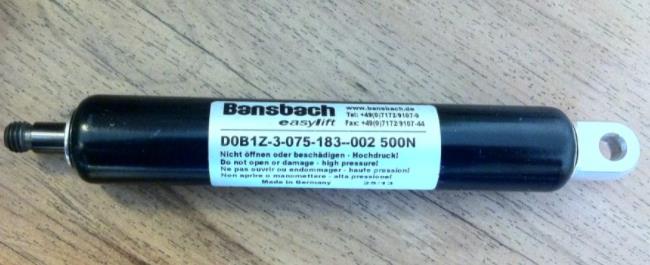 Bansbach
easylift
www.bansbach.de
Tel: +49(0)7172/9107-0
Fax: +49(0)7172/9107-44
D0B1Z-3-075-183--002 500N
Nicht öffnen oder beschädigen - Hochdruck!
Do not open or damage - high pressure!
Ne pas ouvrir ou endommager - haute pression!
Non aprire o manomettere - alta pressione!
Made in Germany 25/13